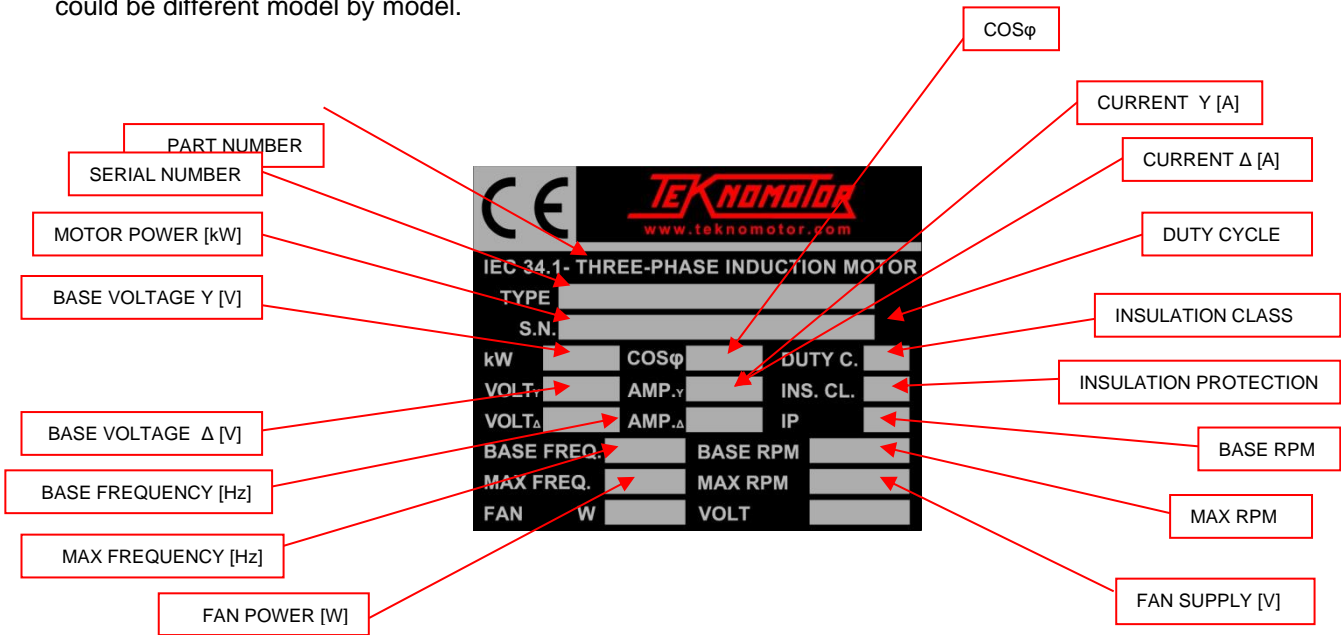 could be different model by model.
COSφ
CURRENT Y [A]
PART NUMBER
CURRENT Δ [A]
SERIAL NUMBER
MOTOR POWER [kW]
DUTY CYCLE
BASE VOLTAGE Y [V]
INSULATION CLASS
INSULATION PROTECTION
BASE VOLTAGE Δ [V]
BASE RPM
BASE FREQUENCY [Hz]
MAX RPM
MAX FREQUENCY [Hz]
FAN SUPPLY [V]
FAN POWER [W]
CE TEKNOMOTOR
www.teknomotor.com
IEC 34.1- THREE-PHASE INDUCTION MOTOR
TYPE
S.N.
kW COSφ DUTY C.
VOLTY AMP.Y INS. CL.
VOLTΔ AMP.Δ IP
BASE FREQ. BASE RPM
MAX FREQ. MAX RPM
FAN W VOLT